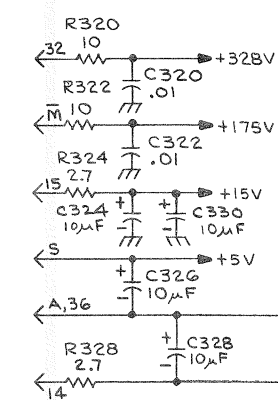 R320
32 10 +328V
R322 C320
.01
M̅ 10 +175V
R324 C322
.01
15 2.7 +15V
+ C324 + C330
10µF - - 10µF
S +5V
+ C326
- 10µF
A,36
R328 + C328
2.7 - 10µF
14